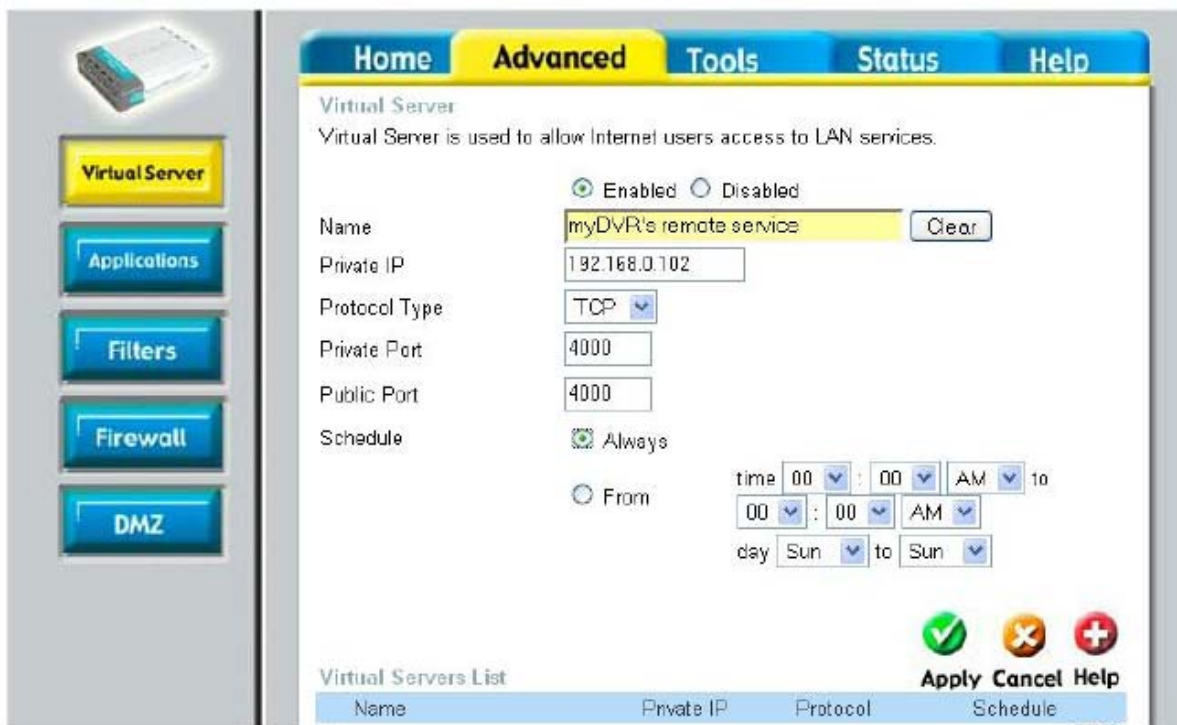 Home Advanced Tools Status Help
Virtual Server
Virtual Server is used to allow Internet users access to LAN services.
Virtual Server
Applications
Filters
Firewall
DMZ
Enabled Disabled
Name myDVR's remote service Clear
Private IP 192.168.0.102
Protocol Type TCP
Private Port 4000
Public Port 4000
Schedule Always
From time 00 : 00 AM to
00 : 00 AM
day Sun to Sun
Apply Cancel Help
Virtual Servers List
Name Private IP Protocol Schedule